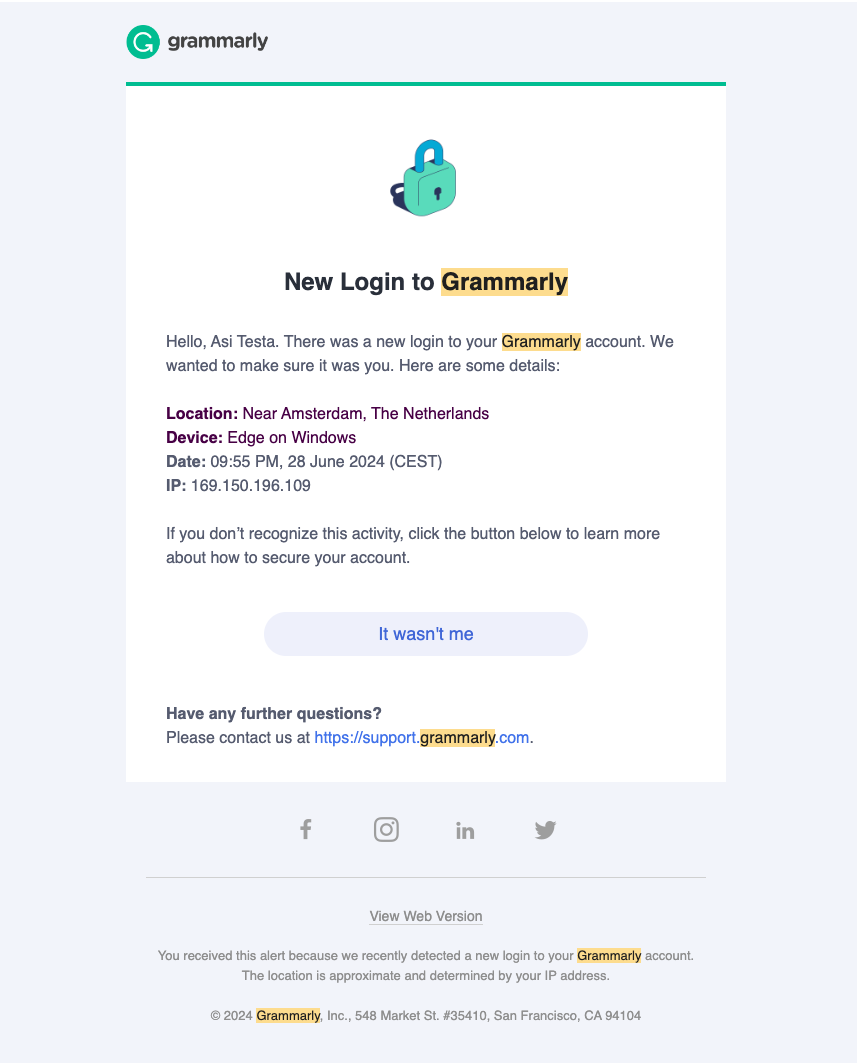 grammarly
New Login to Grammarly
Hello, Asi Testa. There was a new login to your Grammarly account. We
wanted to make sure it was you. Here are some details:
Location: Near Amsterdam, The Netherlands
Device: Edge on Windows
Date: 09:55 PM, 28 June 2024 (CEST)
IP: 169.150.196.109
If you don’t recognize this activity, click the button below to learn more
about how to secure your account.
It wasn't me
Have any further questions?
Please contact us at https://support.grammarly.com.
View Web Version
You received this alert because we recently detected a new login to your Grammarly account.
The location is approximate and determined by your IP address.
© 2024 Grammarly, Inc., 548 Market St. #35410, San Francisco, CA 94104